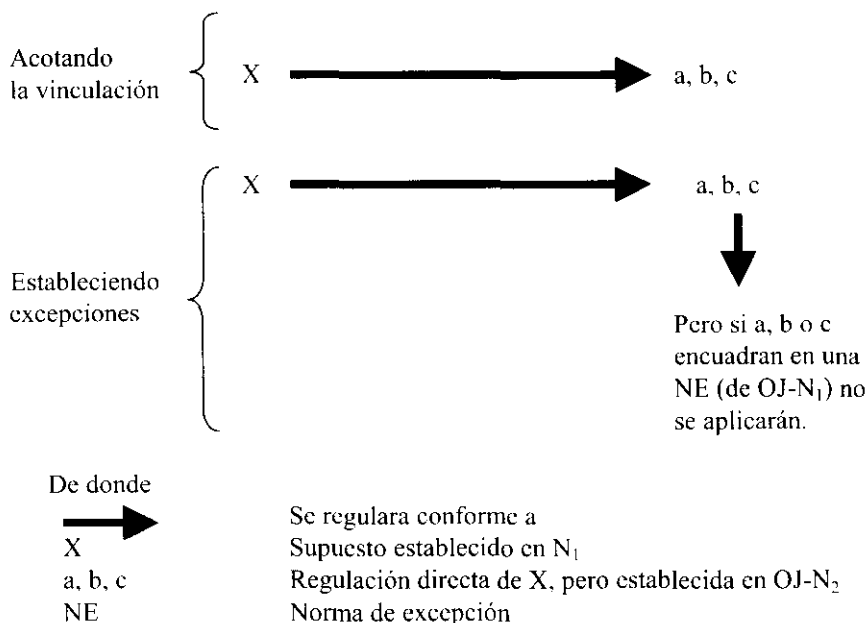 Acotando
la vinculación
X a, b, c
X a, b, c
Estableciendo
excepciones
Pero si a, b o c
encuadran en una
NE (de OJ-N₁) no
se aplicarán.
De donde
Se regulara conforme a
X Supuesto establecido en N₁
a, b, c Regulación directa de X, pero establecida en OJ-N₂
NE Norma de excepción